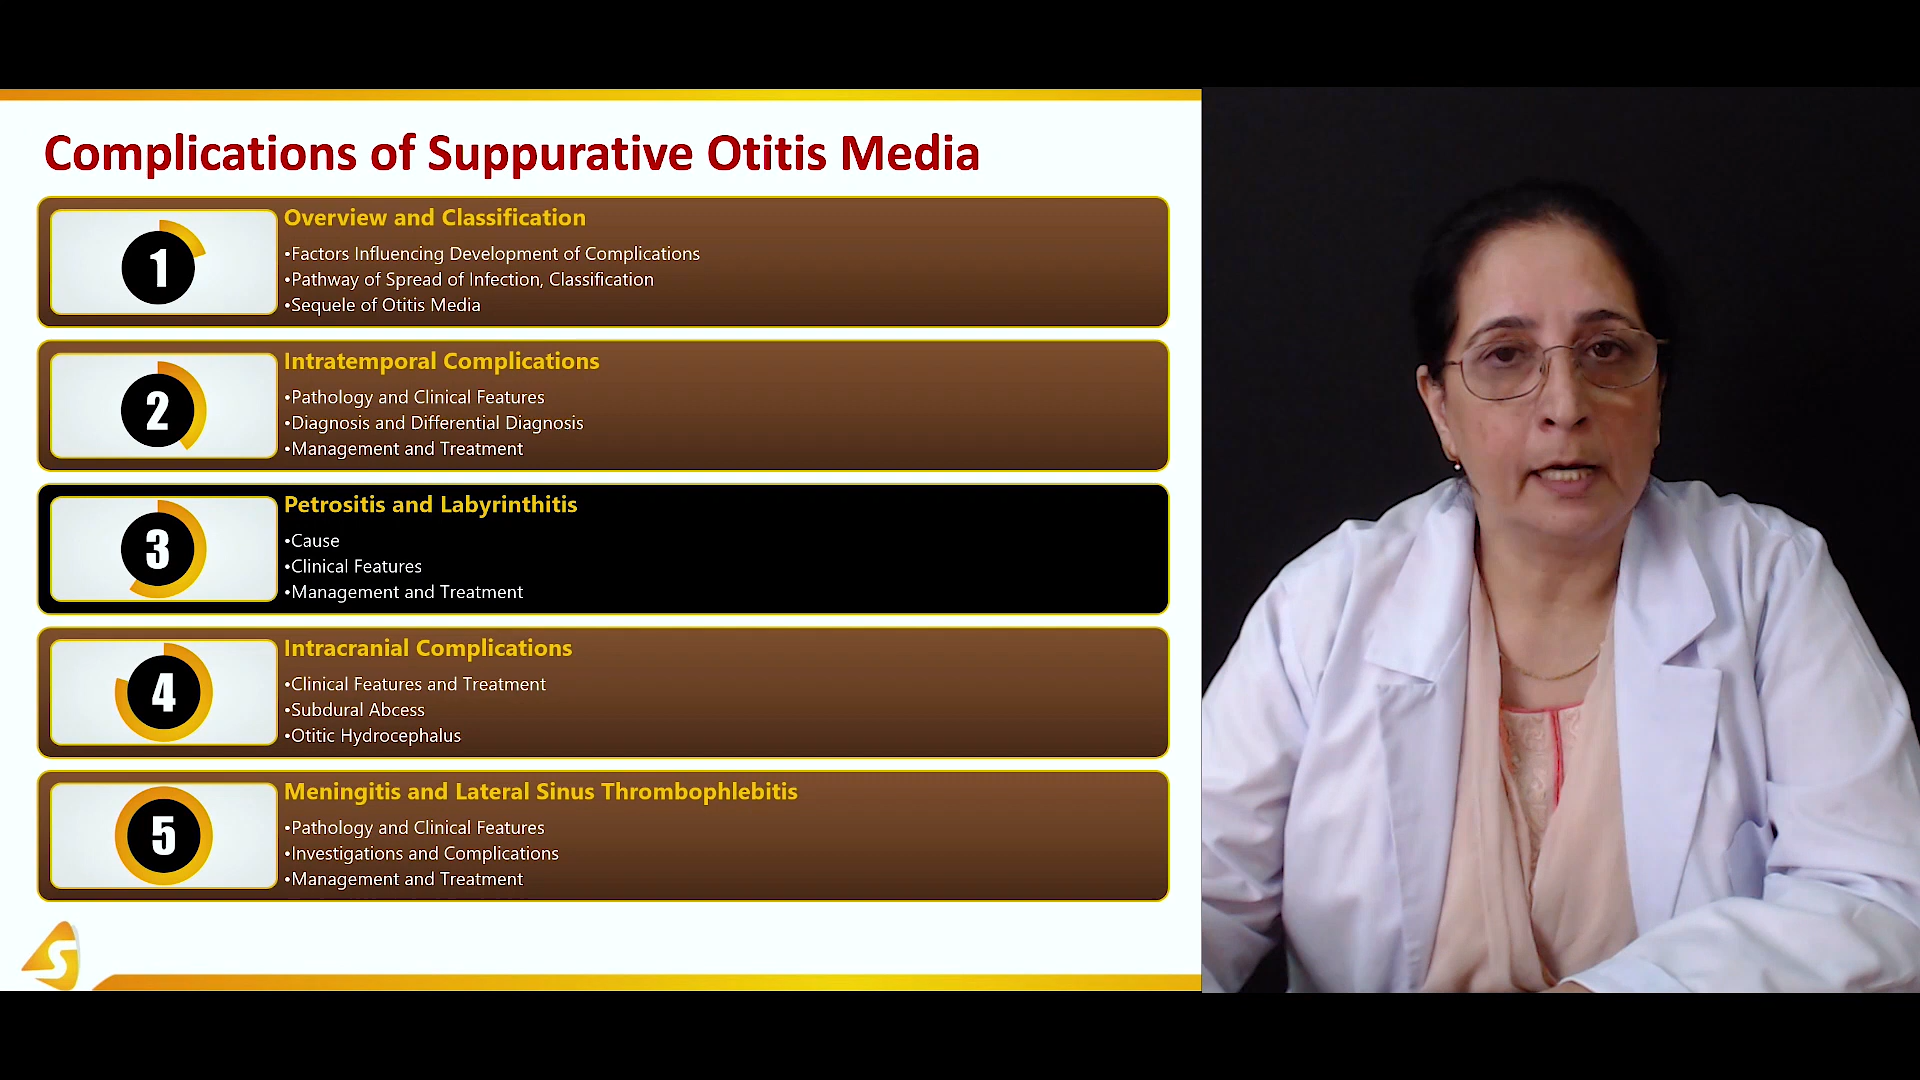 Complications of Suppurative Otitis Media
1
Overview and Classification
•Factors Influencing Development of Complications
•Pathway of Spread of Infection, Classification
•Sequele of Otitis Media
2
Intratemporal Complications
•Pathology and Clinical Features
•Diagnosis and Differential Diagnosis
•Management and Treatment
3
Petrositis and Labyrinthitis
•Cause
•Clinical Features
•Management and Treatment
4
Intracranial Complications
•Clinical Features and Treatment
•Subdural Abcess
•Otitic Hydrocephalus
5
Meningitis and Lateral Sinus Thrombophlebitis
•Pathology and Clinical Features
•Investigations and Complications
•Management and Treatment
S